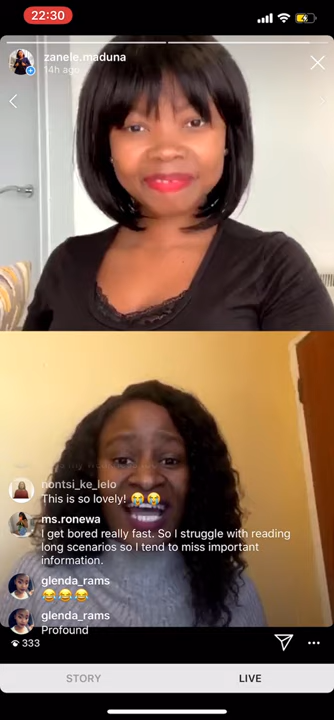 22:30
zanele.maduna
14h ago
nontsi_ke_lelo
This is so lovely! 😭😭
ms.ronewa
I get bored really fast. So I struggle with reading
long scenarios so I tend to miss important
information.
glenda_rams
😂😂😂
glenda_rams
Profound
333
STORY
LIVE